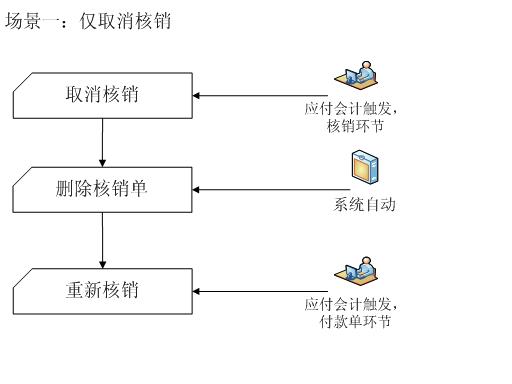 场景一：仅取消核销
取消核销
应付会计触发，
核销环节
删除核销单
系统自动
重新核销
应付会计触发，
付款单环节